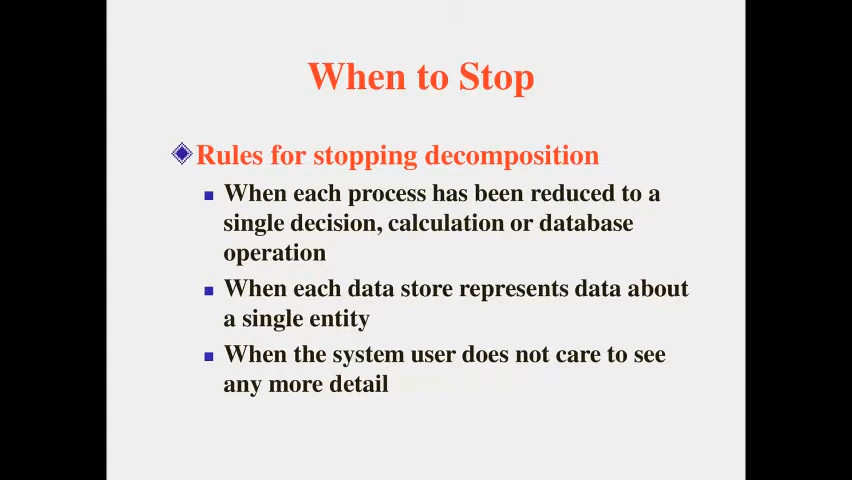 When to Stop
Rules for stopping decomposition
When each process has been reduced to a
single decision, calculation or database
operation
When each data store represents data about
a single entity
When the system user does not care to see
any more detail